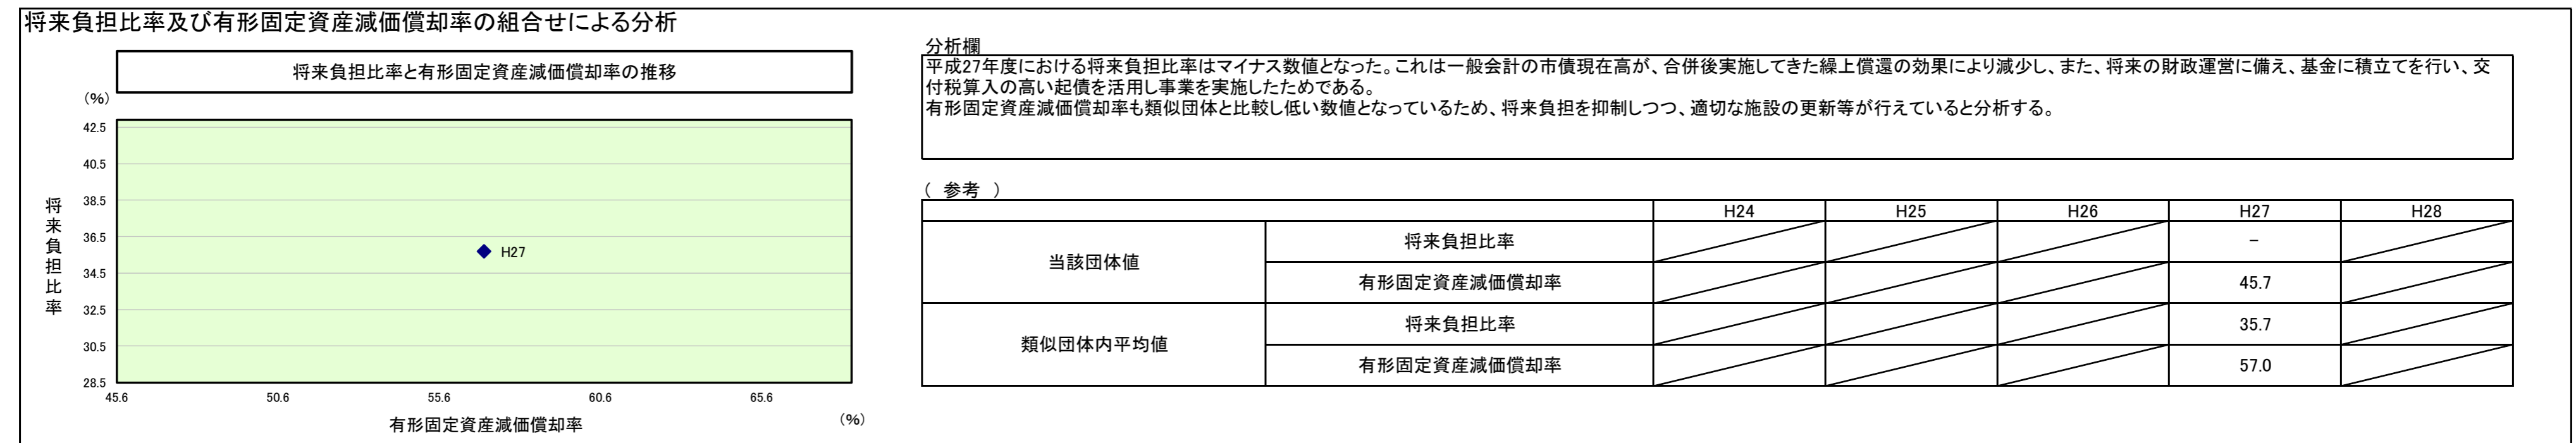 将来負担比率及び有形固定資産減価償却率の組合せによる分析
将来負担比率と有形固定資産減価償却率の推移
（%）
42.5
40.5
38.5
36.5
34.5
32.5
30.5
28.5
将来負担比率
H27
45.6 50.6 55.6 60.6 65.6
有形固定資産減価償却率
（%）
分析欄
平成27年度における将来負担比率はマイナス数値となった。これは一般会計の市債現在高が、合併後実施してきた繰上償還の効果により減少し、また、将来の財政運営に備え、基金に積立てを行い、交
付税算入の高い起債を活用し事業を実施したためである。
有形固定資産減価償却率も類似団体と比較し低い数値となっているため、将来負担を抑制しつつ、適切な施設の更新等が行えていると分析する。
（ 参考 ）
H24 H25 H26 H27 H28
当該団体値
将来負担比率 －
有形固定資産減価償却率 45.7
類似団体内平均値
将来負担比率 35.7
有形固定資産減価償却率 57.0